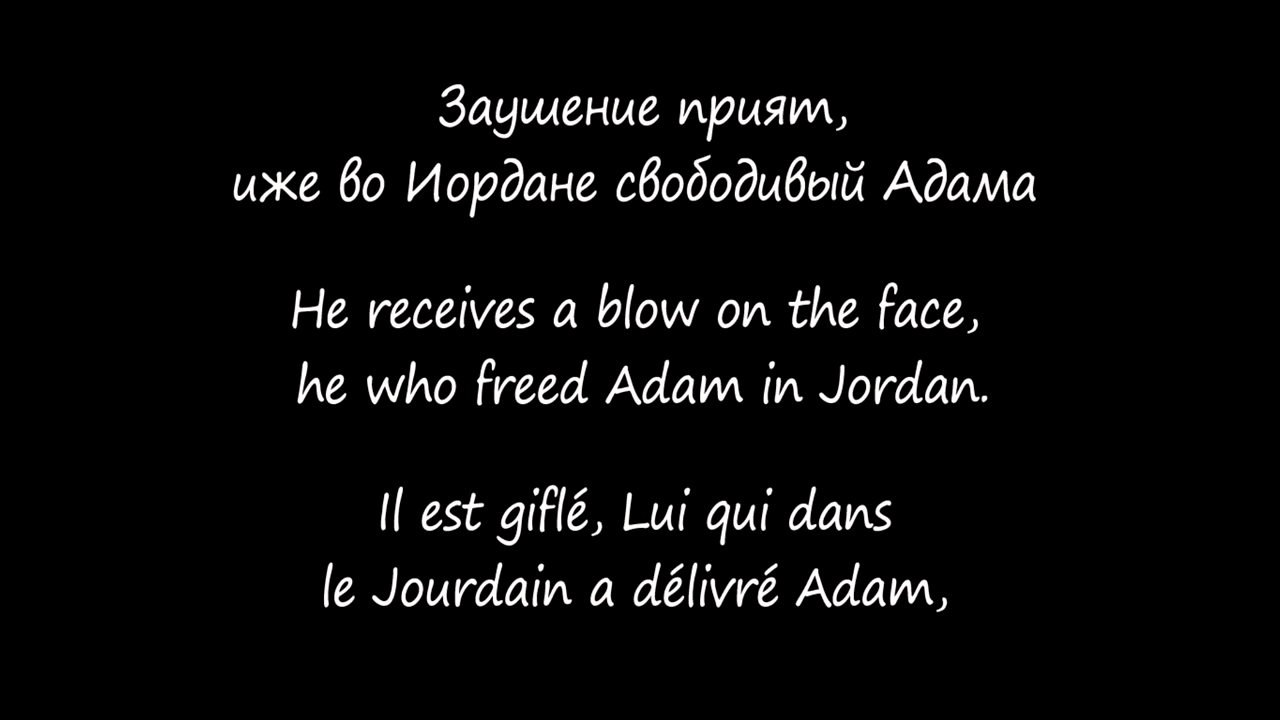 Заушение прият,
иже во Иордане свободивый Адама
He receives a blow on the face,
he who freed Adam in Jordan.
Il est giflé, Lui qui dans
le Jourdain a délivré Adam,